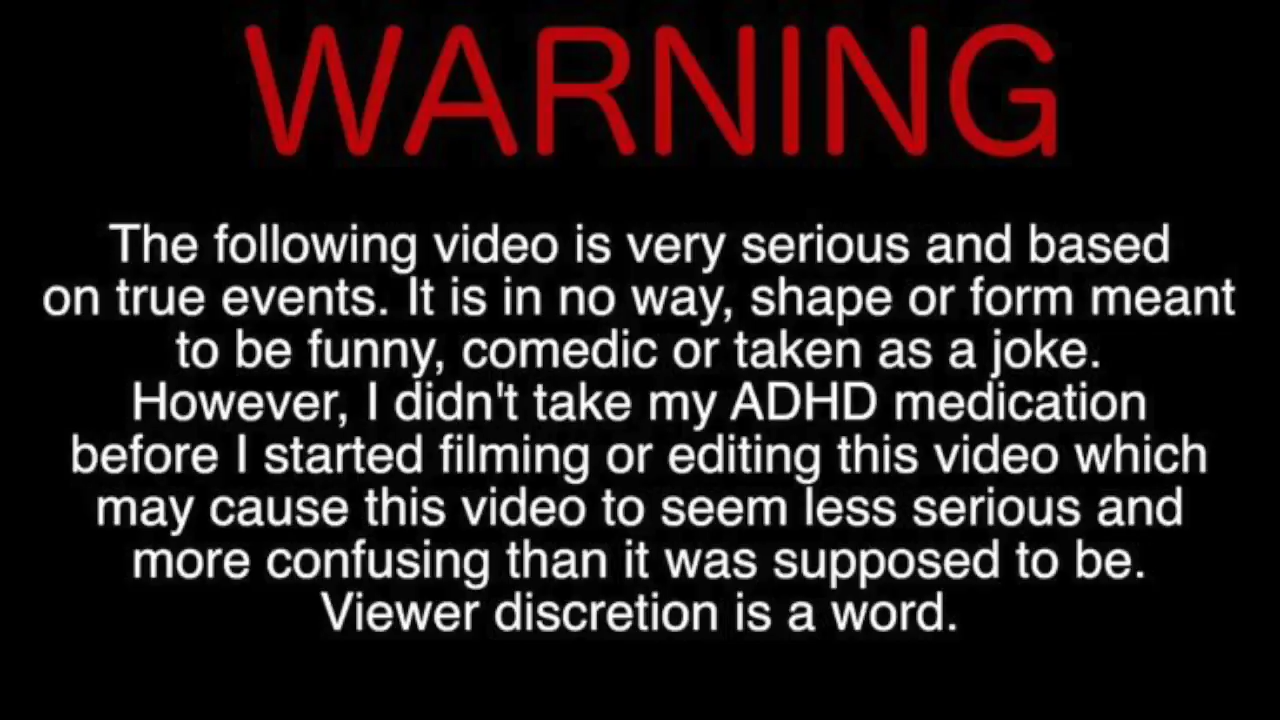 WARNING
The following video is very serious and based
on true events. It is in no way, shape or form meant
to be funny, comedic or taken as a joke.
However, I didn't take my ADHD medication
before I started filming or editing this video which
may cause this video to seem less serious and
more confusing than it was supposed to be.
Viewer discretion is a word.